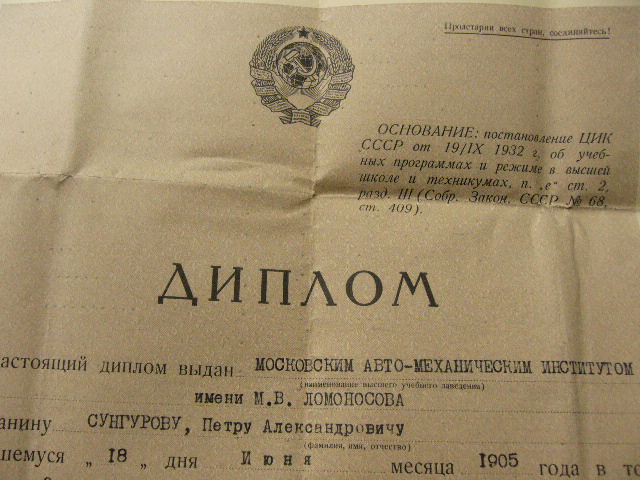 Пролетарии всех стран, соединяйтесь!
ОСНОВАНИЕ: постановление ЦИК
СССР от 19/IX 1932 г. об учеб-
ных программах и режиме в высшей
школе и техникумах, п. „е“ ст. 2,
разд. III (Собр. Закон. СССР № 68,
ст. 409).
ДИПЛОМ
астоящий диплом выдан МОСКОВСКИМ АВТО-МЕХАНИЧЕСКИМ ИНСТИТУТОМ
(наименование высшего учебного заведения)
имени М.В. ЛОМОНОСОВА
анину СУНГУРОВУ, Петру Александровичу
(фамилия, имя, отчество)
шемуся „ 18 „ дня Июня месяца 1905 года в го